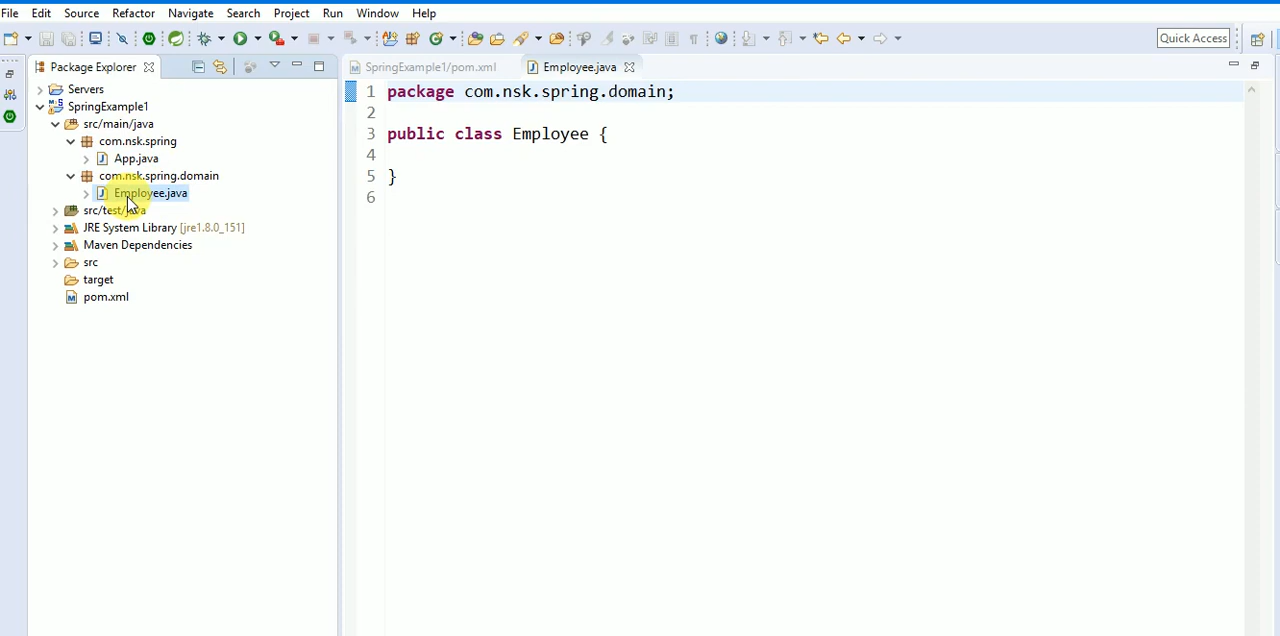 File Edit Source Refactor Navigate Search Project Run Window Help
Quick Access
Package Explorer
SpringExample1/pom.xml
Employee.java
Servers
SpringExample1
src/main/java
com.nsk.spring
App.java
com.nsk.spring.domain
Employee.java
src/test/java
JRE System Library [jre1.8.0_151]
Maven Dependencies
src
target
pom.xml
1 package com.nsk.spring.domain;
2
3 public class Employee {
4
5 }
6